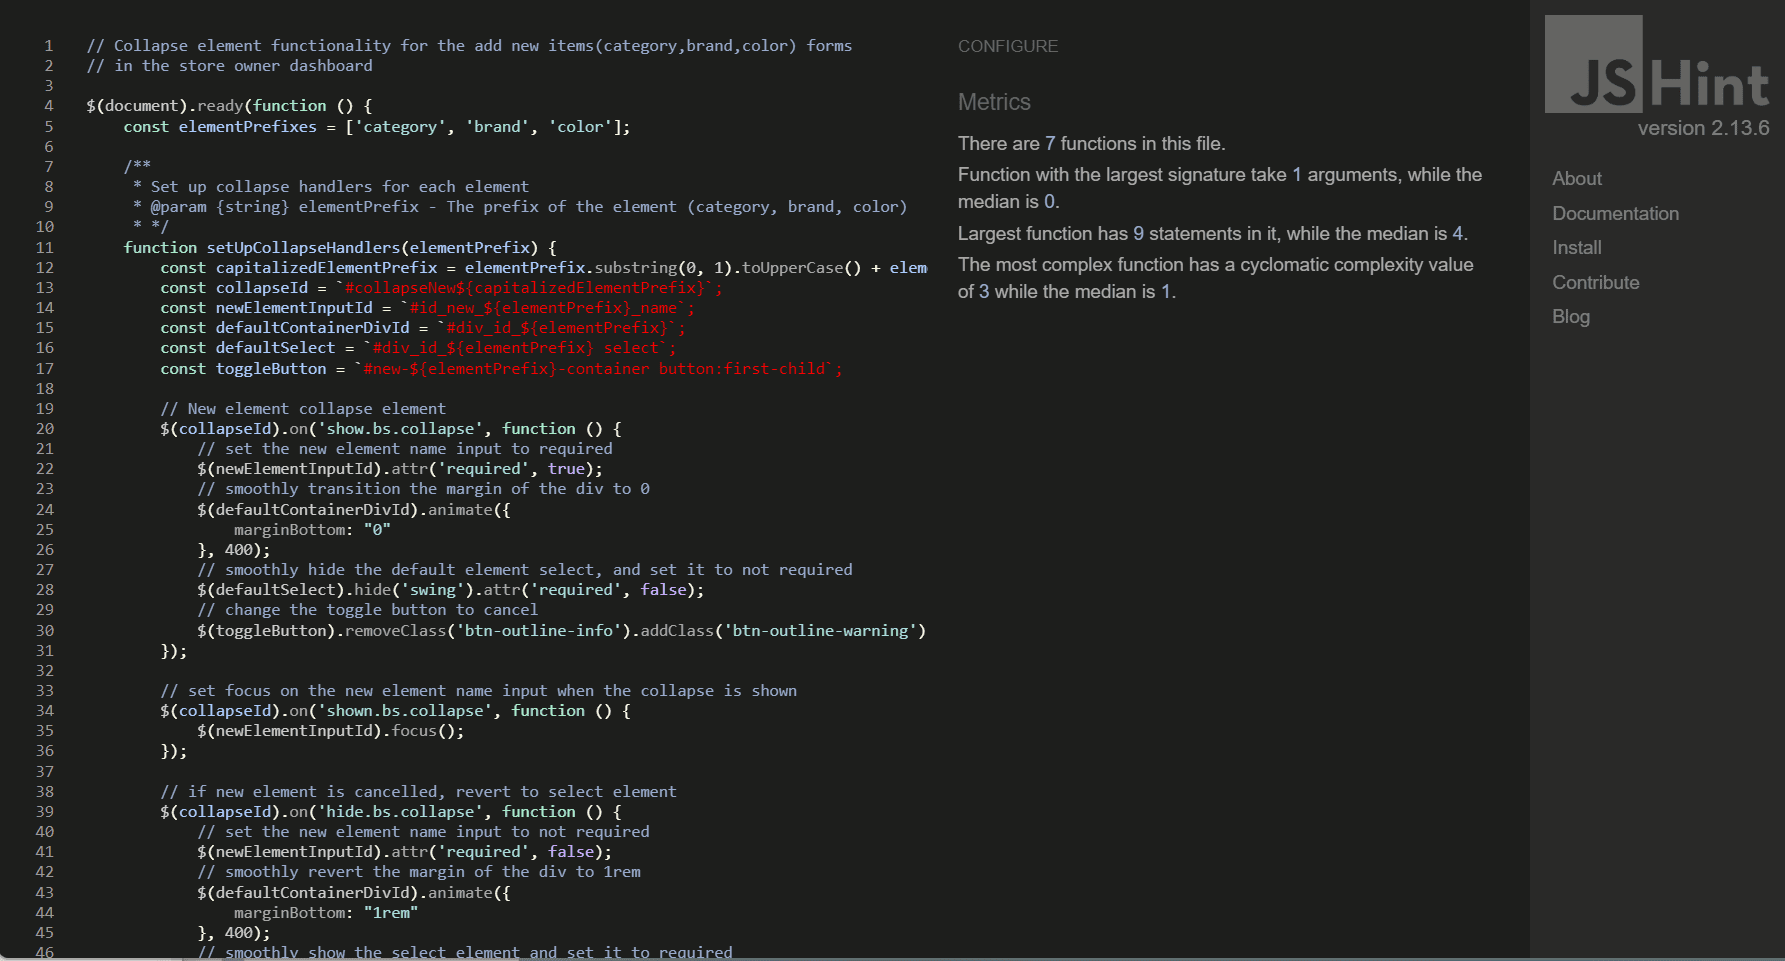 1 // Collapse element functionality for the add new items(category,brand,color) forms
2 // in the store owner dashboard
3
4 $(document).ready(function () {
5 const elementPrefixes = ['category', 'brand', 'color'];
6
7 /**
8 * Set up collapse handlers for each element
9 * @param {string} elementPrefix - The prefix of the element (category, brand, color)
10 * */
11 function setUpCollapseHandlers(elementPrefix) {
12 const capitalizedElementPrefix = elementPrefix.substring(0, 1).toUpperCase() + elem
13 const collapseId = `#collapseNew${capitalizedElementPrefix}`;
14 const newElementInputId = `#id_new_${elementPrefix}_name`;
15 const defaultContainerDivId = `#div_id_${elementPrefix}`;
16 const defaultSelect = `#div_id_${elementPrefix} select`;
17 const toggleButton = `#new-${elementPrefix}-container button:first-child`;
18
19 // New element collapse element
20 $(collapseId).on('show.bs.collapse', function () {
21 // set the new element name input to required
22 $(newElementInputId).attr('required', true);
23 // smoothly transition the margin of the div to 0
24 $(defaultContainerDivId).animate({
25 marginBottom: "0"
26 }, 400);
27 // smoothly hide the default element select, and set it to not required
28 $(defaultSelect).hide('swing').attr('required', false);
29 // change the toggle button to cancel
30 $(toggleButton).removeClass('btn-outline-info').addClass('btn-outline-warning')
31 });
32
33 // set focus on the new element name input when the collapse is shown
34 $(collapseId).on('shown.bs.collapse', function () {
35 $(newElementInputId).focus();
36 });
37
38 // if new element is cancelled, revert to select element
39 $(collapseId).on('hide.bs.collapse', function () {
40 // set the new element name input to not required
41 $(newElementInputId).attr('required', false);
42 // smoothly revert the margin of the div to 1rem
43 $(defaultContainerDivId).animate({
44 marginBottom: "1rem"
45 }, 400);
46 // smoothly show the select element and set it to required
CONFIGURE
Metrics
There are 7 functions in this file.
Function with the largest signature take 1 arguments, while the
median is 0.
Largest function has 9 statements in it, while the median is 4.
The most complex function has a cyclomatic complexity value
of 3 while the median is 1.
JSHint
version 2.13.6
About
Documentation
Install
Contribute
Blog